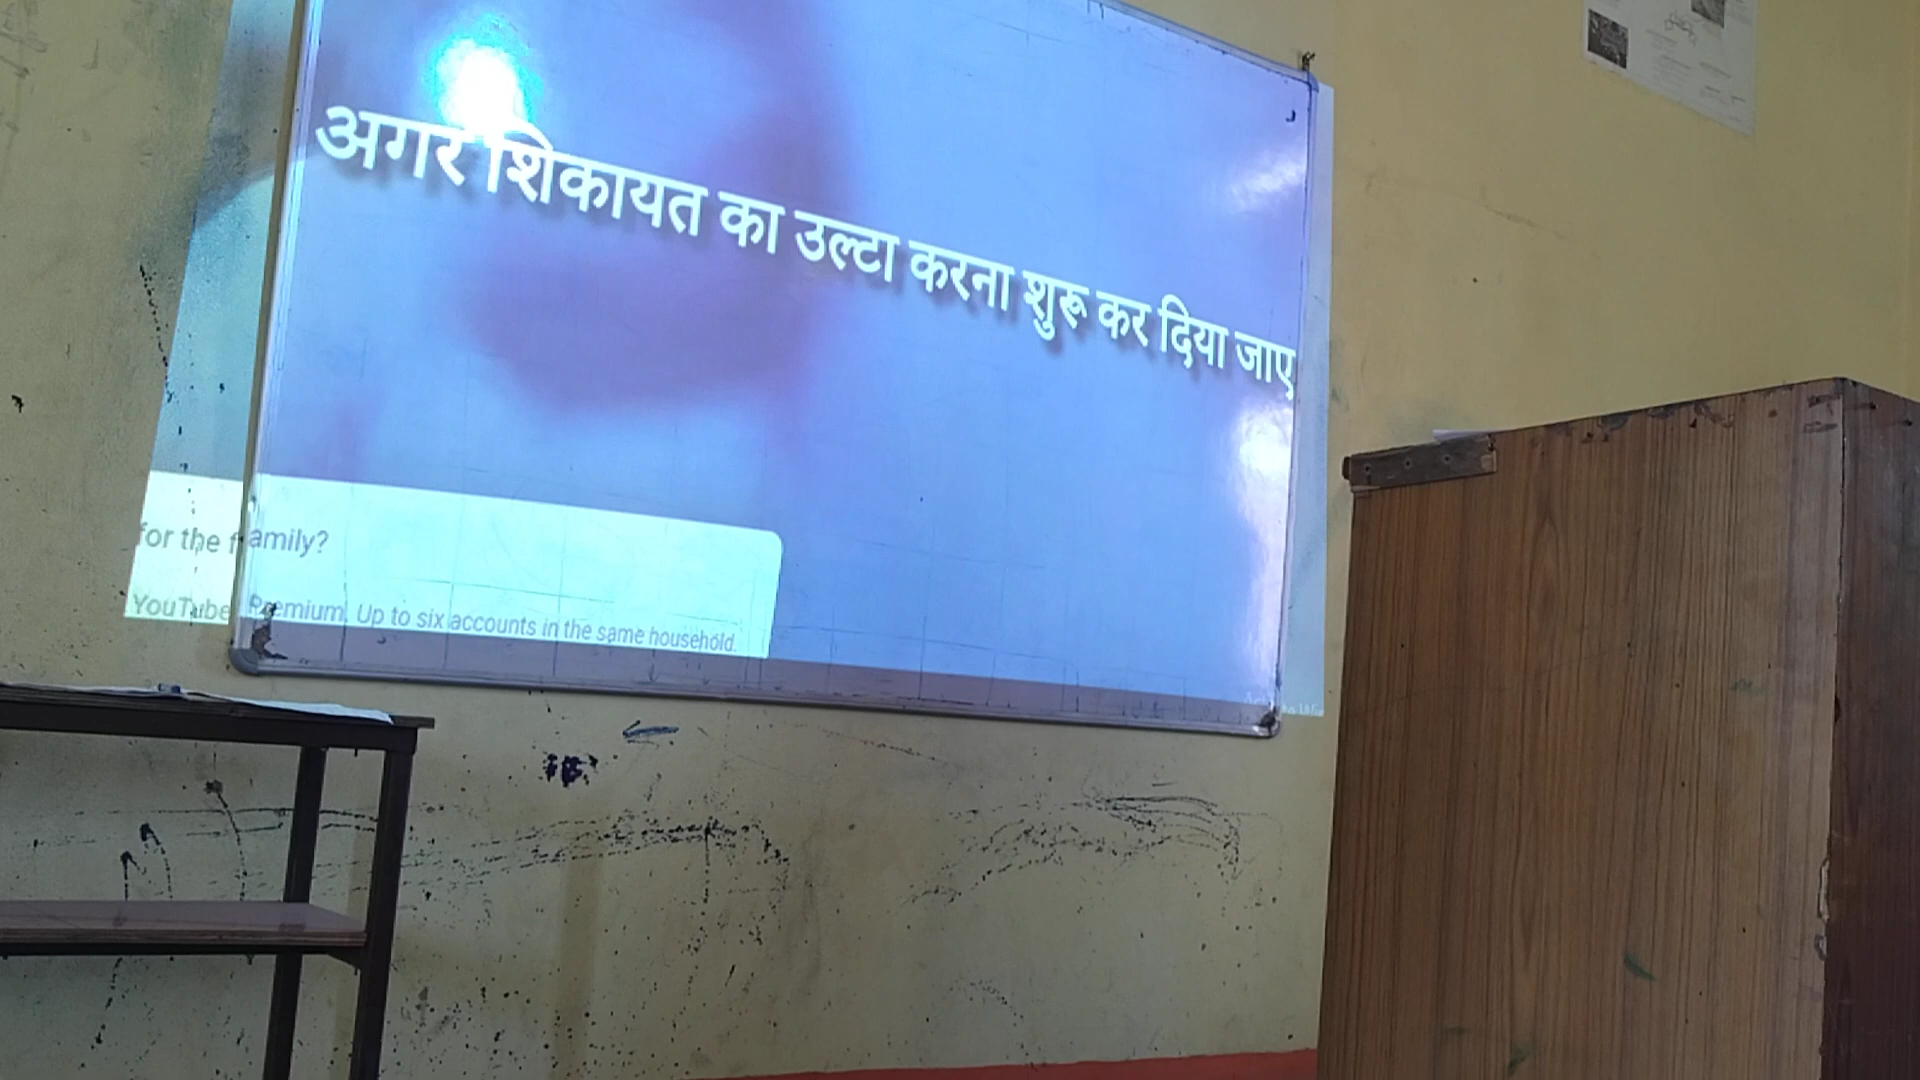 अगर शिकायत का उल्टा करना शुरू कर दिया जाए
for the family?
YouTube Premium. Up to six accounts in the same household.